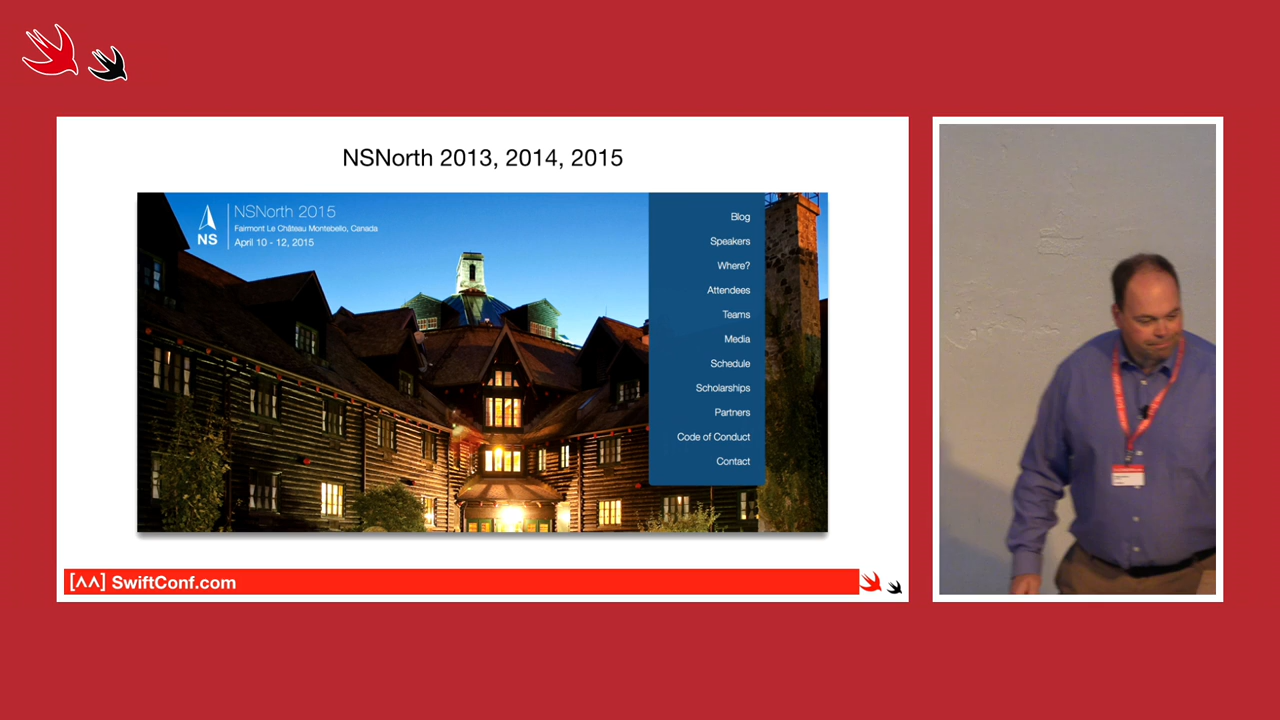 NSNorth 2013, 2014, 2015
NS
NSNorth 2015
Fairmont Le Château Montebello, Canada
April 10 - 12, 2015
Blog
Speakers
Where?
Attendees
Teams
Media
Schedule
Scholarships
Partners
Code of Conduct
Contact
[^^] SwiftConf.com